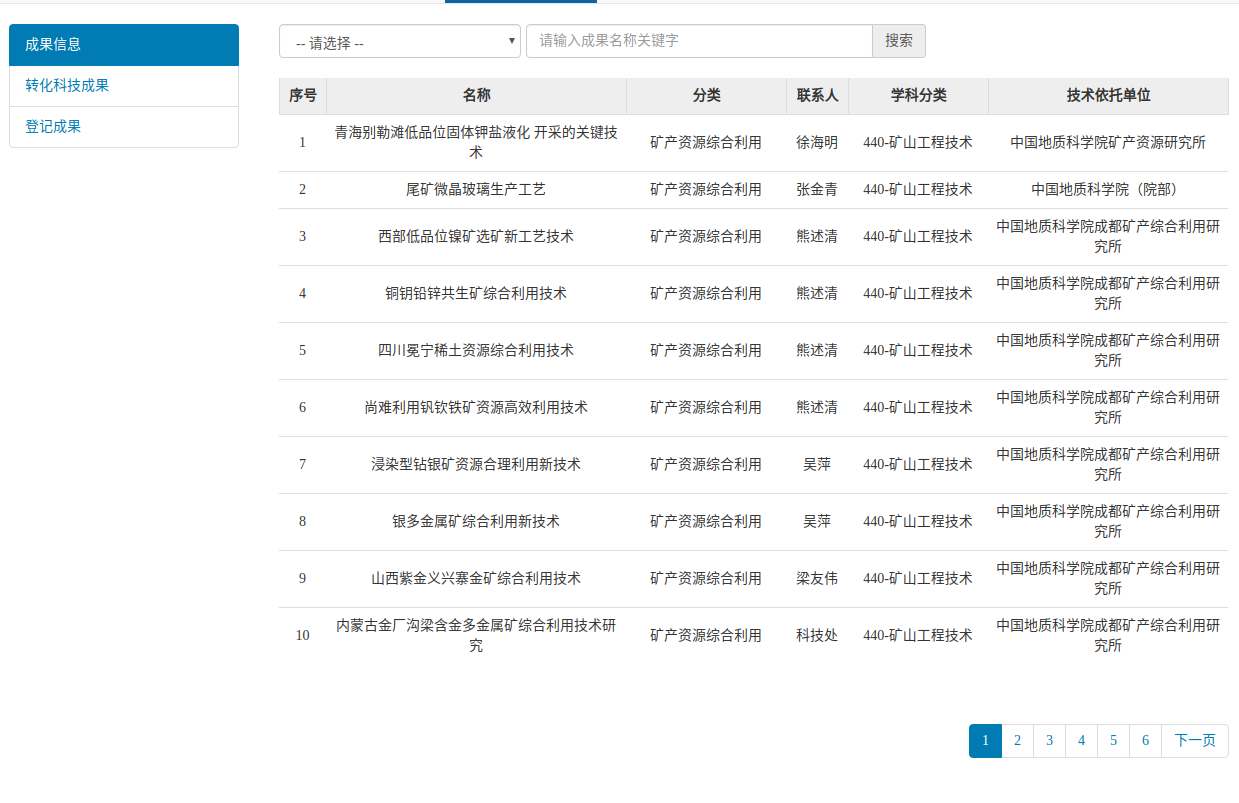 成果信息
转化科技成果
登记成果
-- 请选择 --
请输入成果名称关键字
搜索
序号 名称 分类 联系人 学科分类 技术依托单位
1 青海别勒滩低品位固体钾盐液化 开采的关键技
术 矿产资源综合利用 徐海明 440-矿山工程技术 中国地质科学院矿产资源研究所
2 尾矿微晶玻璃生产工艺 矿产资源综合利用 张金青 440-矿山工程技术 中国地质科学院（院部）
3 西部低品位镍矿选矿新工艺技术 矿产资源综合利用 熊述清 440-矿山工程技术 中国地质科学院成都矿产综合利用研
究所
4 铜钥铅锌共生矿综合利用技术 矿产资源综合利用 熊述清 440-矿山工程技术 中国地质科学院成都矿产综合利用研
究所
5 四川冕宁稀土资源综合利用技术 矿产资源综合利用 熊述清 440-矿山工程技术 中国地质科学院成都矿产综合利用研
究所
6 尚难利用钒钦铁矿资源高效利用技术 矿产资源综合利用 熊述清 440-矿山工程技术 中国地质科学院成都矿产综合利用研
究所
7 浸染型钻银矿资源合理利用新技术 矿产资源综合利用 吴萍 440-矿山工程技术 中国地质科学院成都矿产综合利用研
究所
8 银多金属矿综合利用新技术 矿产资源综合利用 吴萍 440-矿山工程技术 中国地质科学院成都矿产综合利用研
究所
9 山西紫金义兴寨金矿综合利用技术 矿产资源综合利用 梁友伟 440-矿山工程技术 中国地质科学院成都矿产综合利用研
究所
10 内蒙古金厂沟梁含金多金属矿综合利用技术研
究 矿产资源综合利用 科技处 440-矿山工程技术 中国地质科学院成都矿产综合利用研
究所
1 2 3 4 5 6 下一页